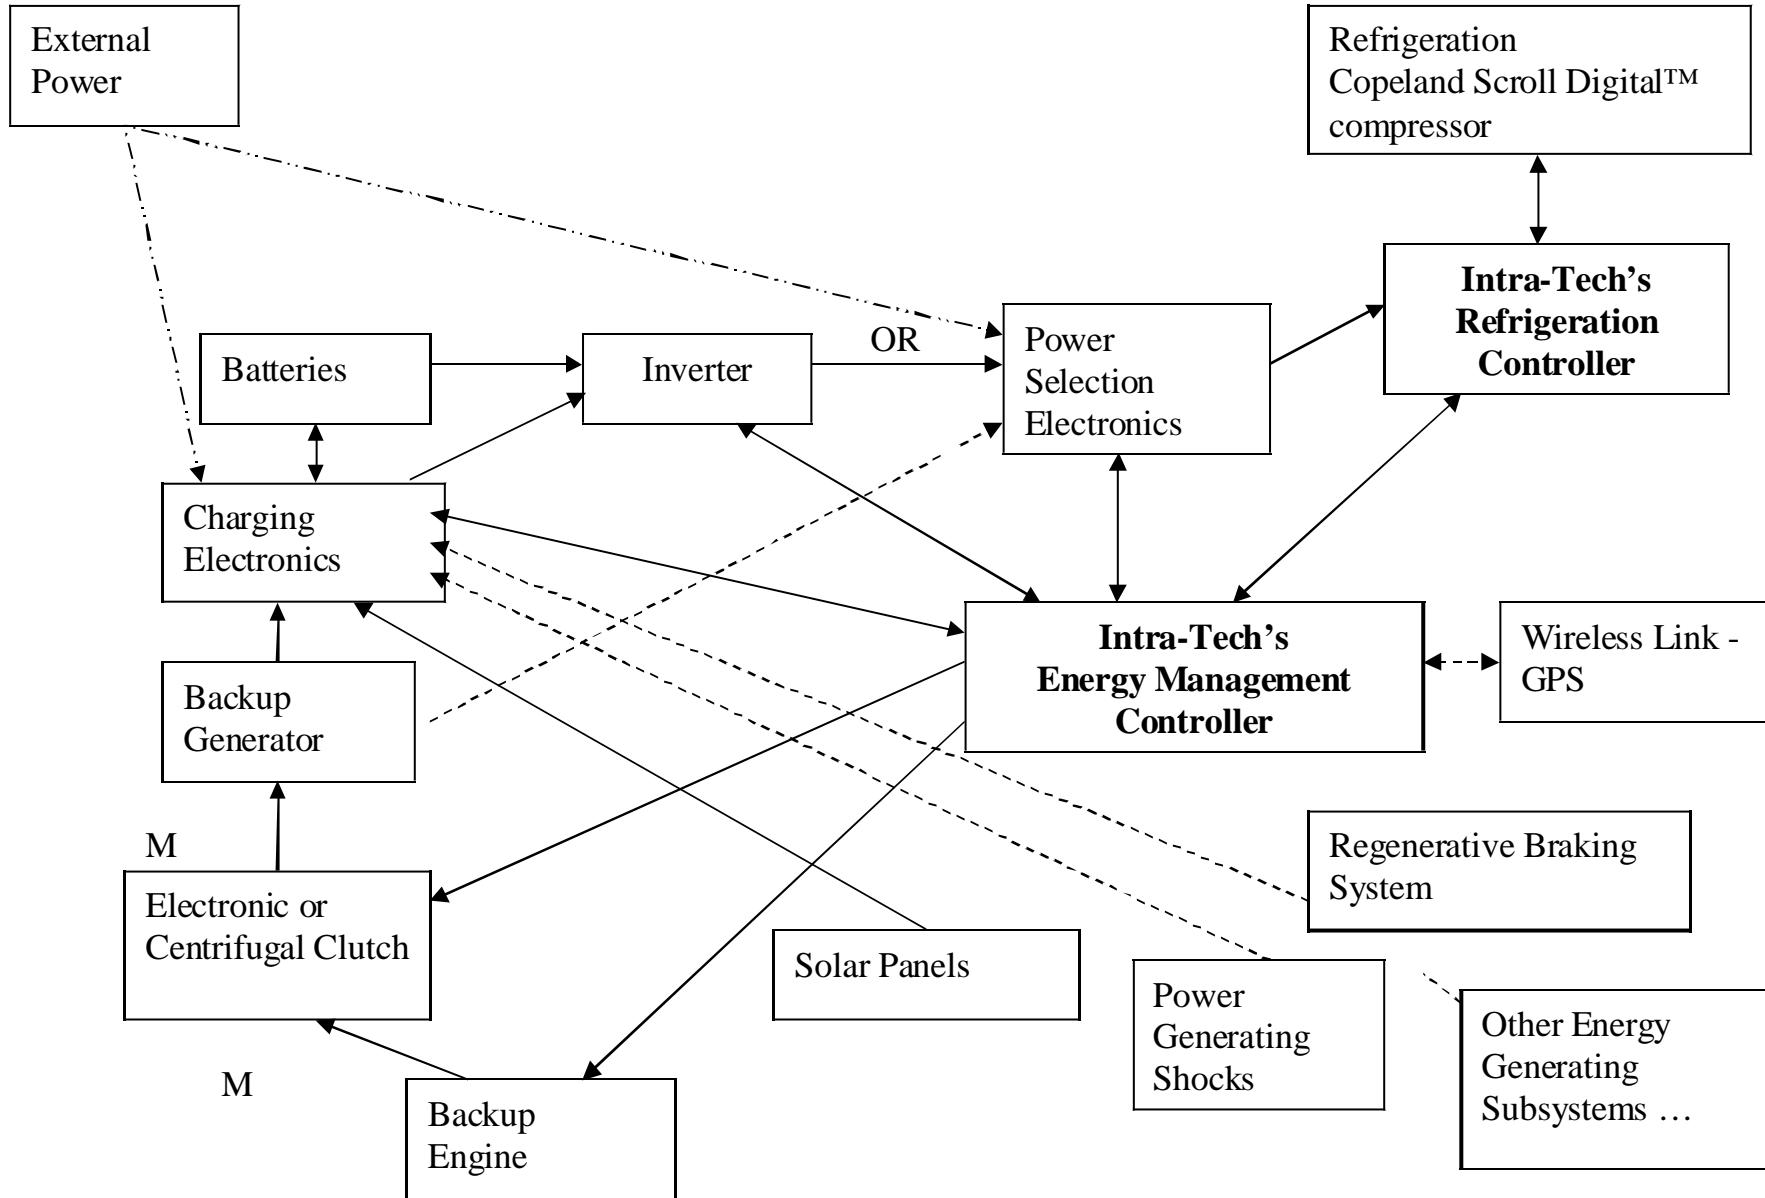 External
Power
Refrigeration
Copeland Scroll Digital™
compressor
Intra-Tech’s
Refrigeration
Controller
Batteries
Inverter
OR
Power
Selection
Electronics
Charging
Electronics
Intra-Tech’s
Energy Management
Controller
Wireless Link -
GPS
Backup
Generator
M
Electronic or
Centrifugal Clutch
Regenerative Braking
System
Solar Panels
Power
Generating
Shocks
Other Energy
Generating
Subsystems …
M
Backup
Engine